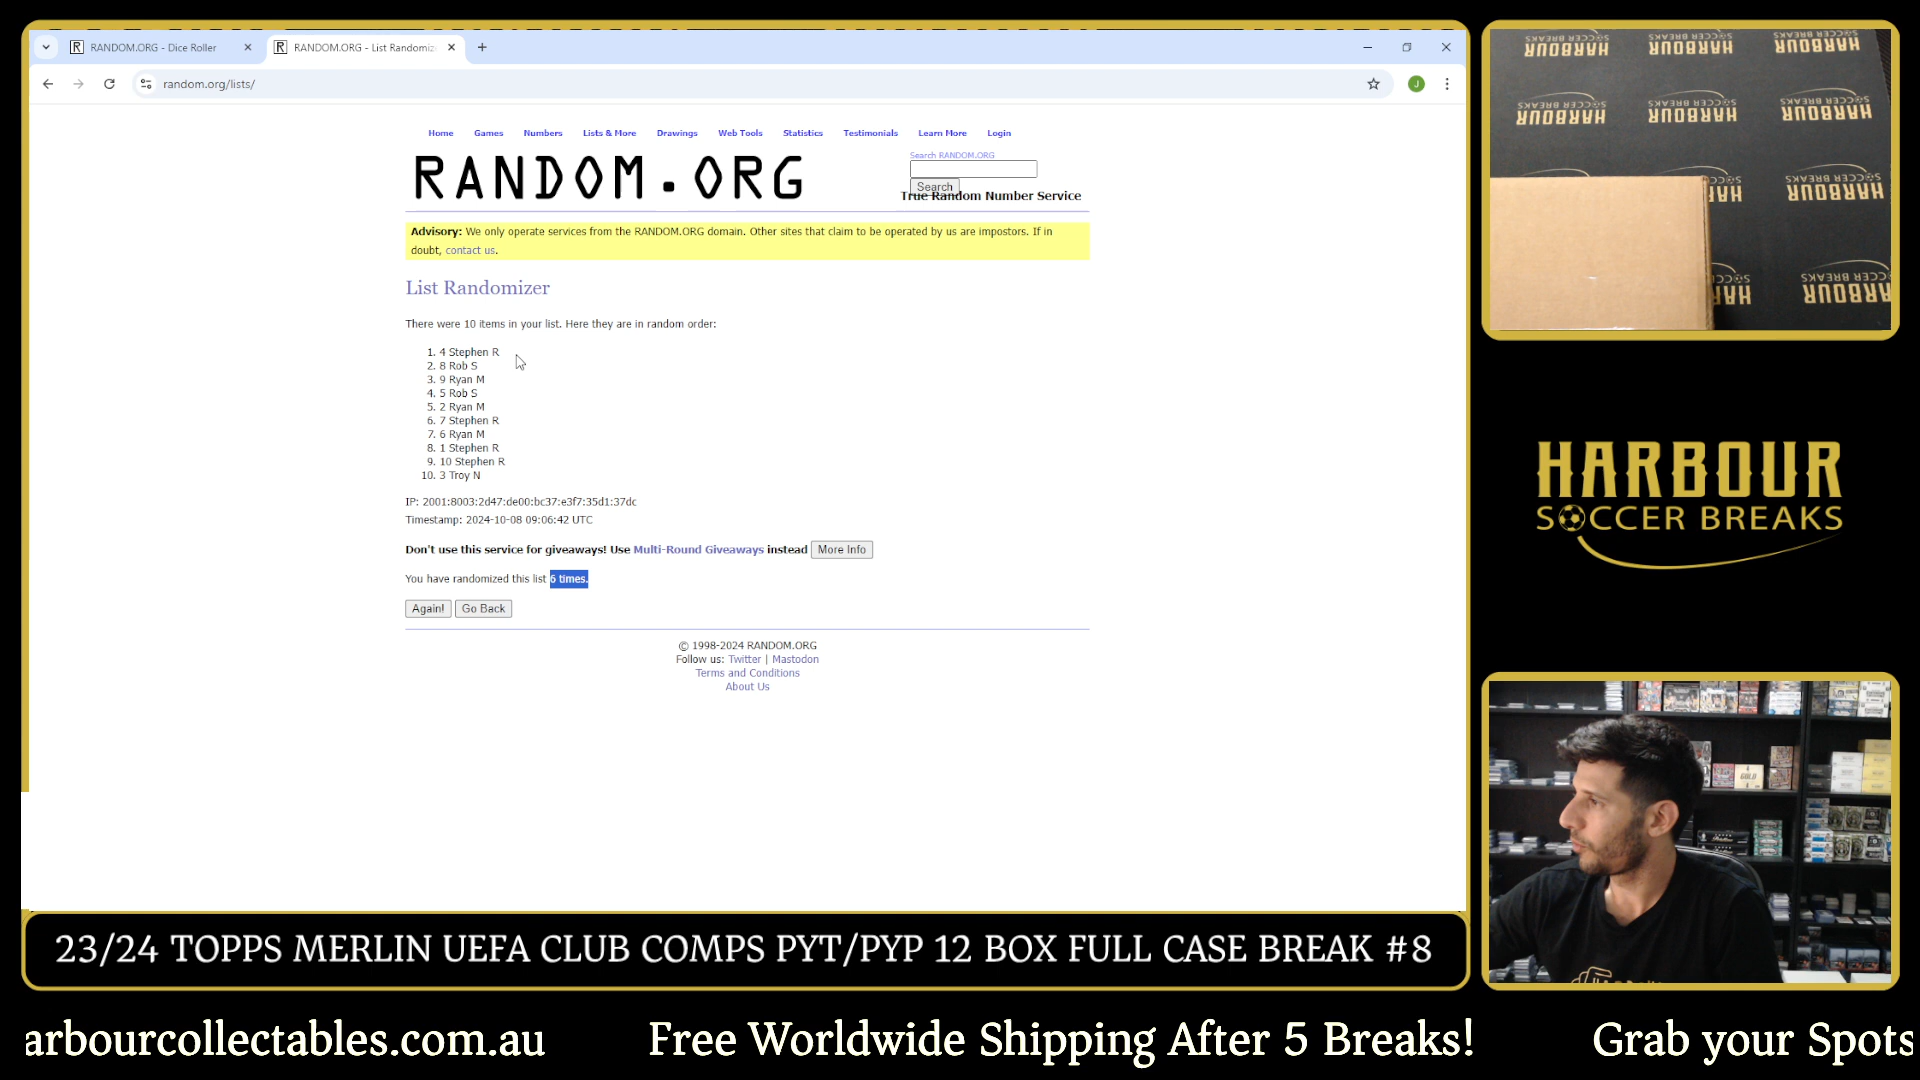 RANDOM.ORG - Dice Roller
RANDOM.ORG - List Randomiz
random.org/lists/
J
Home Games Numbers Lists & More Drawings Web Tools Statistics Testimonials Learn More Login
RANDOM.ORG
Search RANDOM.ORG
Search
True Random Number Service
Advisory: We only operate services from the RANDOM.ORG domain. Other sites that claim to be operated by us are impostors. If in
doubt, contact us.
List Randomizer
There were 10 items in your list. Here they are in random order:
1. 4 Stephen R
2. 8 Rob S
3. 9 Ryan M
4. 5 Rob S
5. 2 Ryan M
6. 7 Stephen R
7. 6 Ryan M
8. 1 Stephen R
9. 10 Stephen R
10. 3 Troy N
IP: 2001:8003:2d47:de00:bc37:e3f7:35d1:37dc
Timestamp: 2024-10-08 09:06:42 UTC
Don't use this service for giveaways! Use Multi-Round Giveaways instead More Info
You have randomized this list 6 times.
Again! Go Back
© 1998-2024 RANDOM.ORG
Follow us: Twitter | Mastodon
Terms and Conditions
About Us
HARBOUR
SOCCER BREAKS
23/24 TOPPS MERLIN UEFA CLUB COMPS PYT/PYP 12 BOX FULL CASE BREAK #8
arbourcollectables.com.au Free Worldwide Shipping After 5 Breaks! Grab your Spots